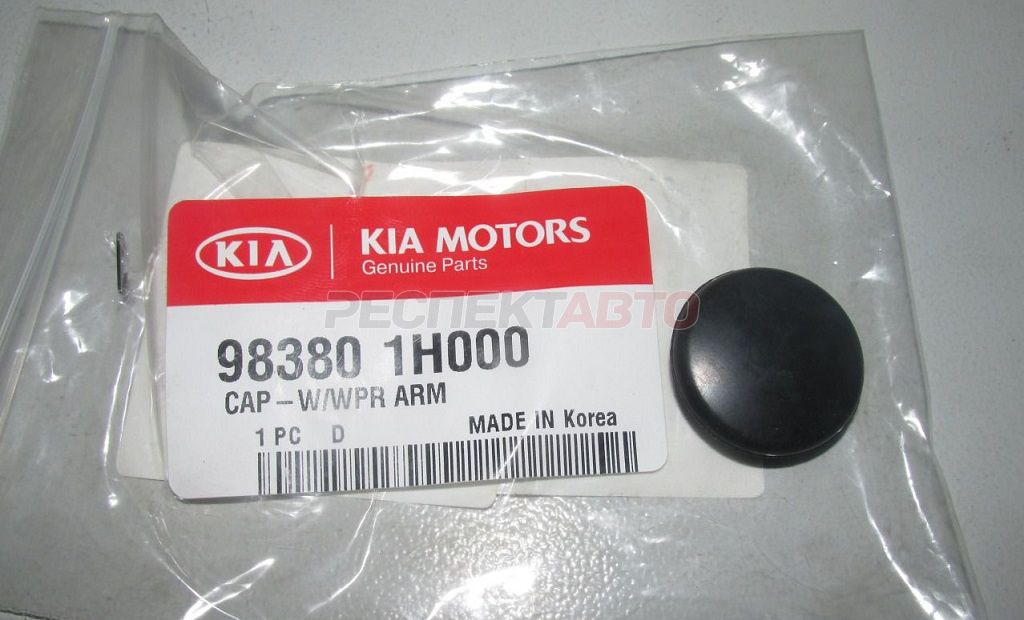 KIA
KIA MOTORS
Genuine Parts
РЕСПЕКТАВТО
98380 1H000
CAP-W/WPR ARM
1 PC D
MADE IN Korea